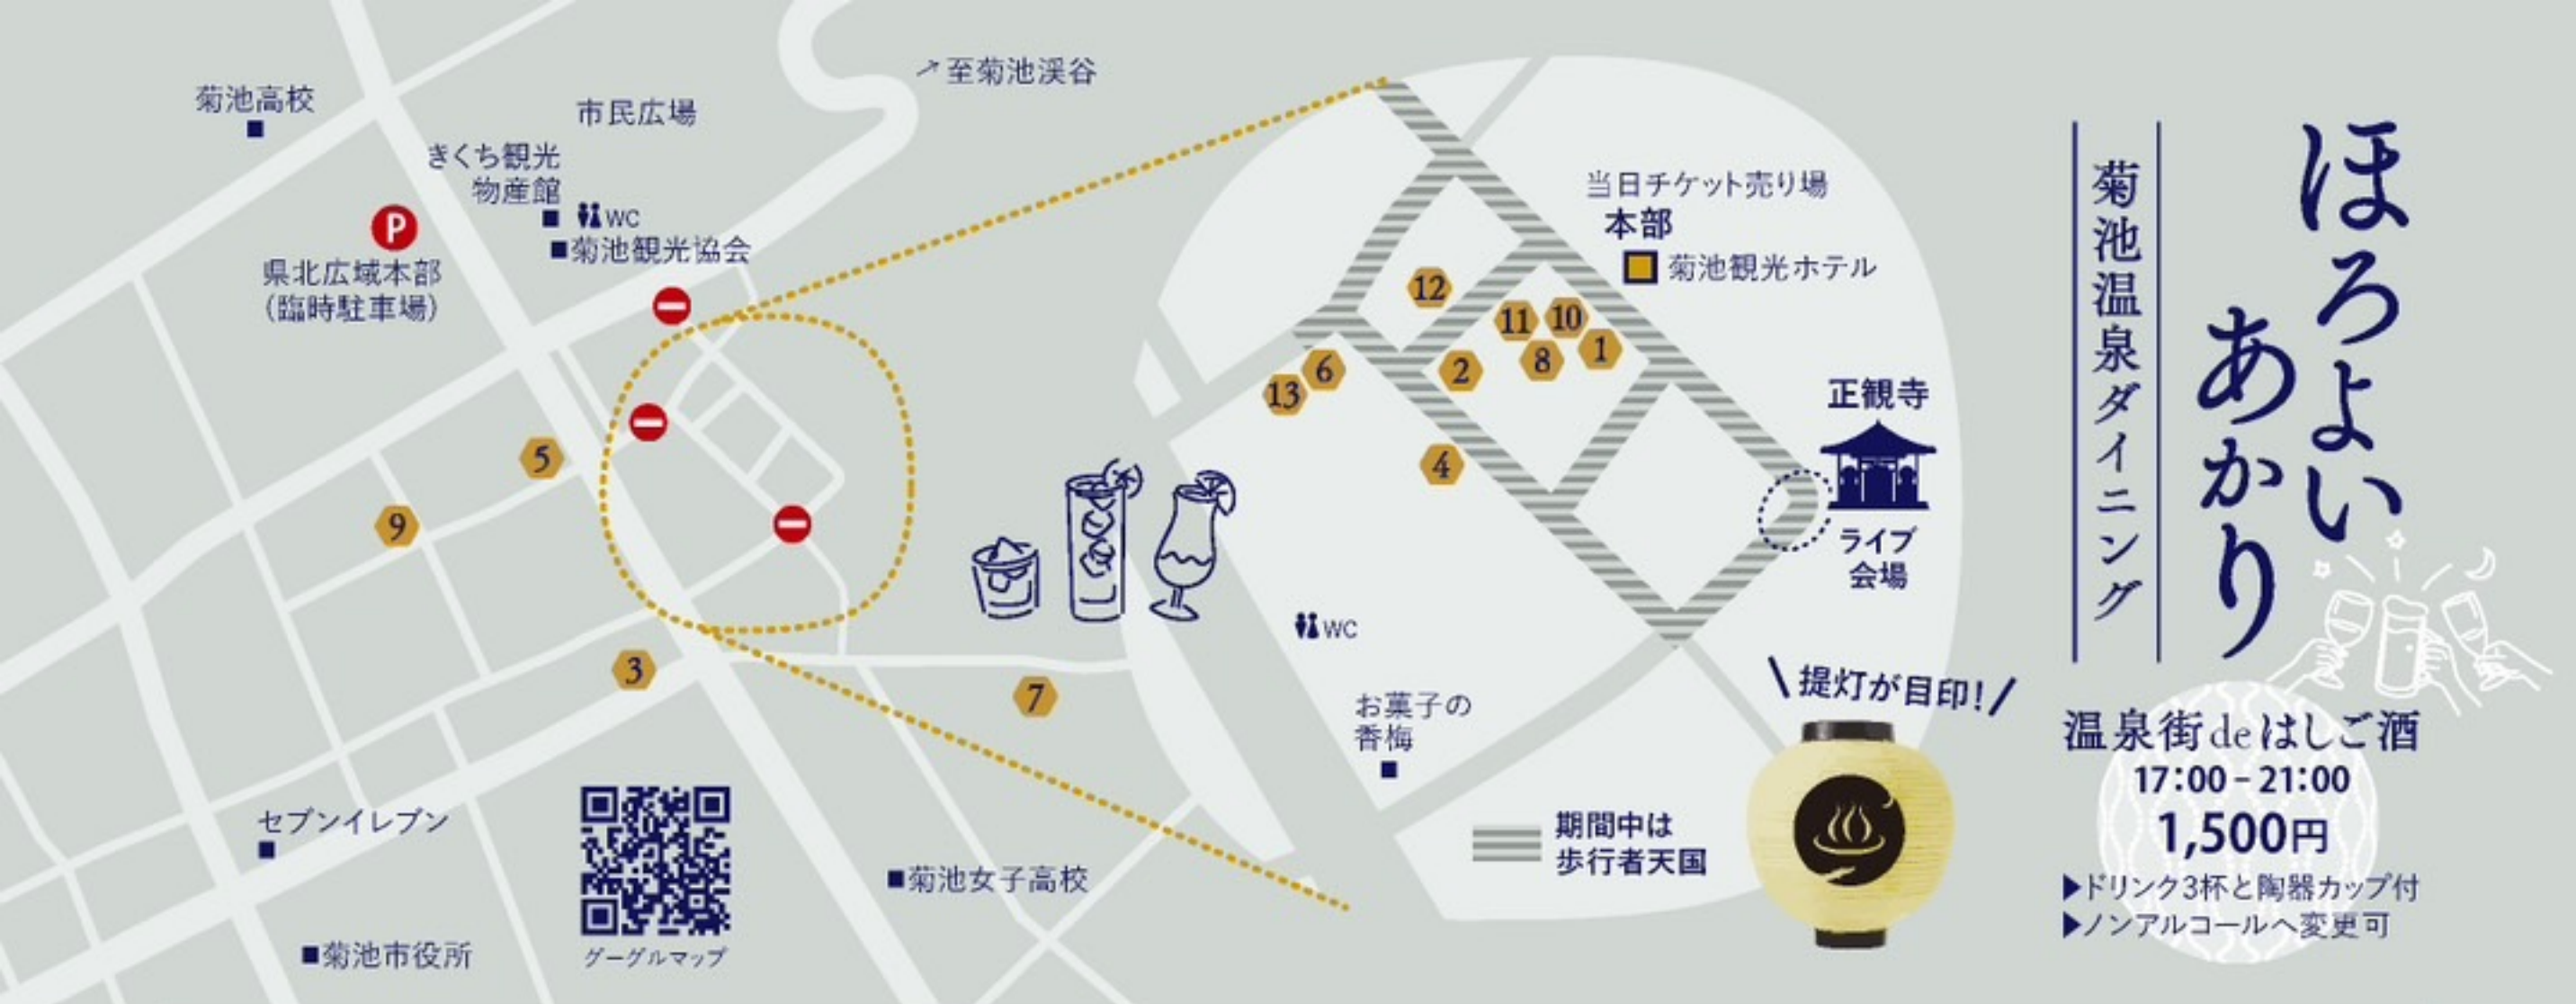 菊池高校
市民広場
↗至菊池渓谷
きくち観光
物産館
WC
菊池観光協会
P
県北広域本部
（臨時駐車場）
5
9
3
7
セブンイレブン
菊池市役所
グーグルマップ
菊池女子高校
当日チケット売り場
本部
菊池観光ホテル
12
11
10
1
8
2
6
13
4
正観寺
ライブ
会場
WC
お菓子の
香梅
提灯が目印！
期間中は
歩行者天国
ほろよい
あかり
菊池温泉ダイニング
温泉街deはしご酒
17:00－21:00
1,500円
▶ドリンク3杯と陶器カップ付
▶ノンアルコールへ変更可